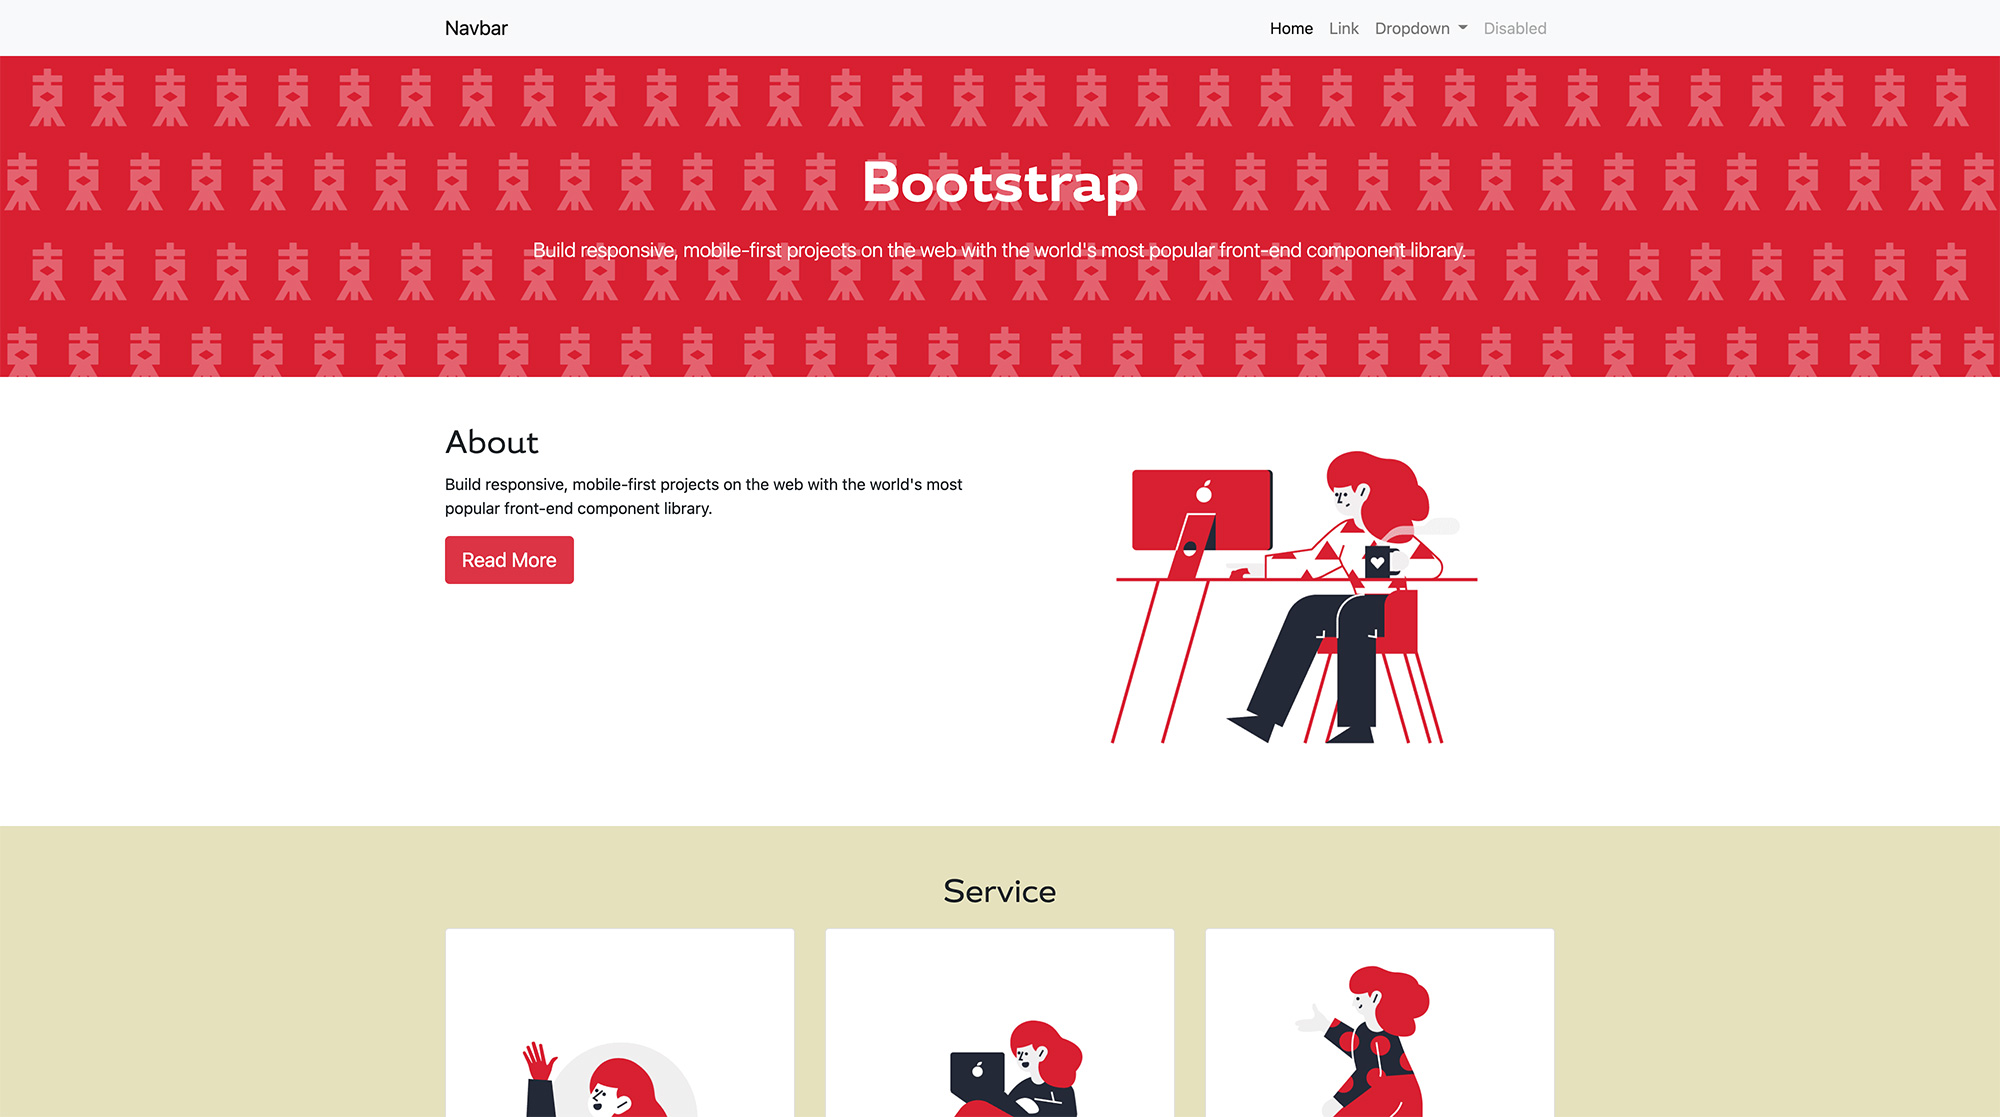 Navbar
Home Link Dropdown Disabled
Bootstrap
Build responsive, mobile-first projects on the web with the world's most popular front-end component library.
About
Build responsive, mobile-first projects on the web with the world's most
popular front-end component library.
Read More
Service